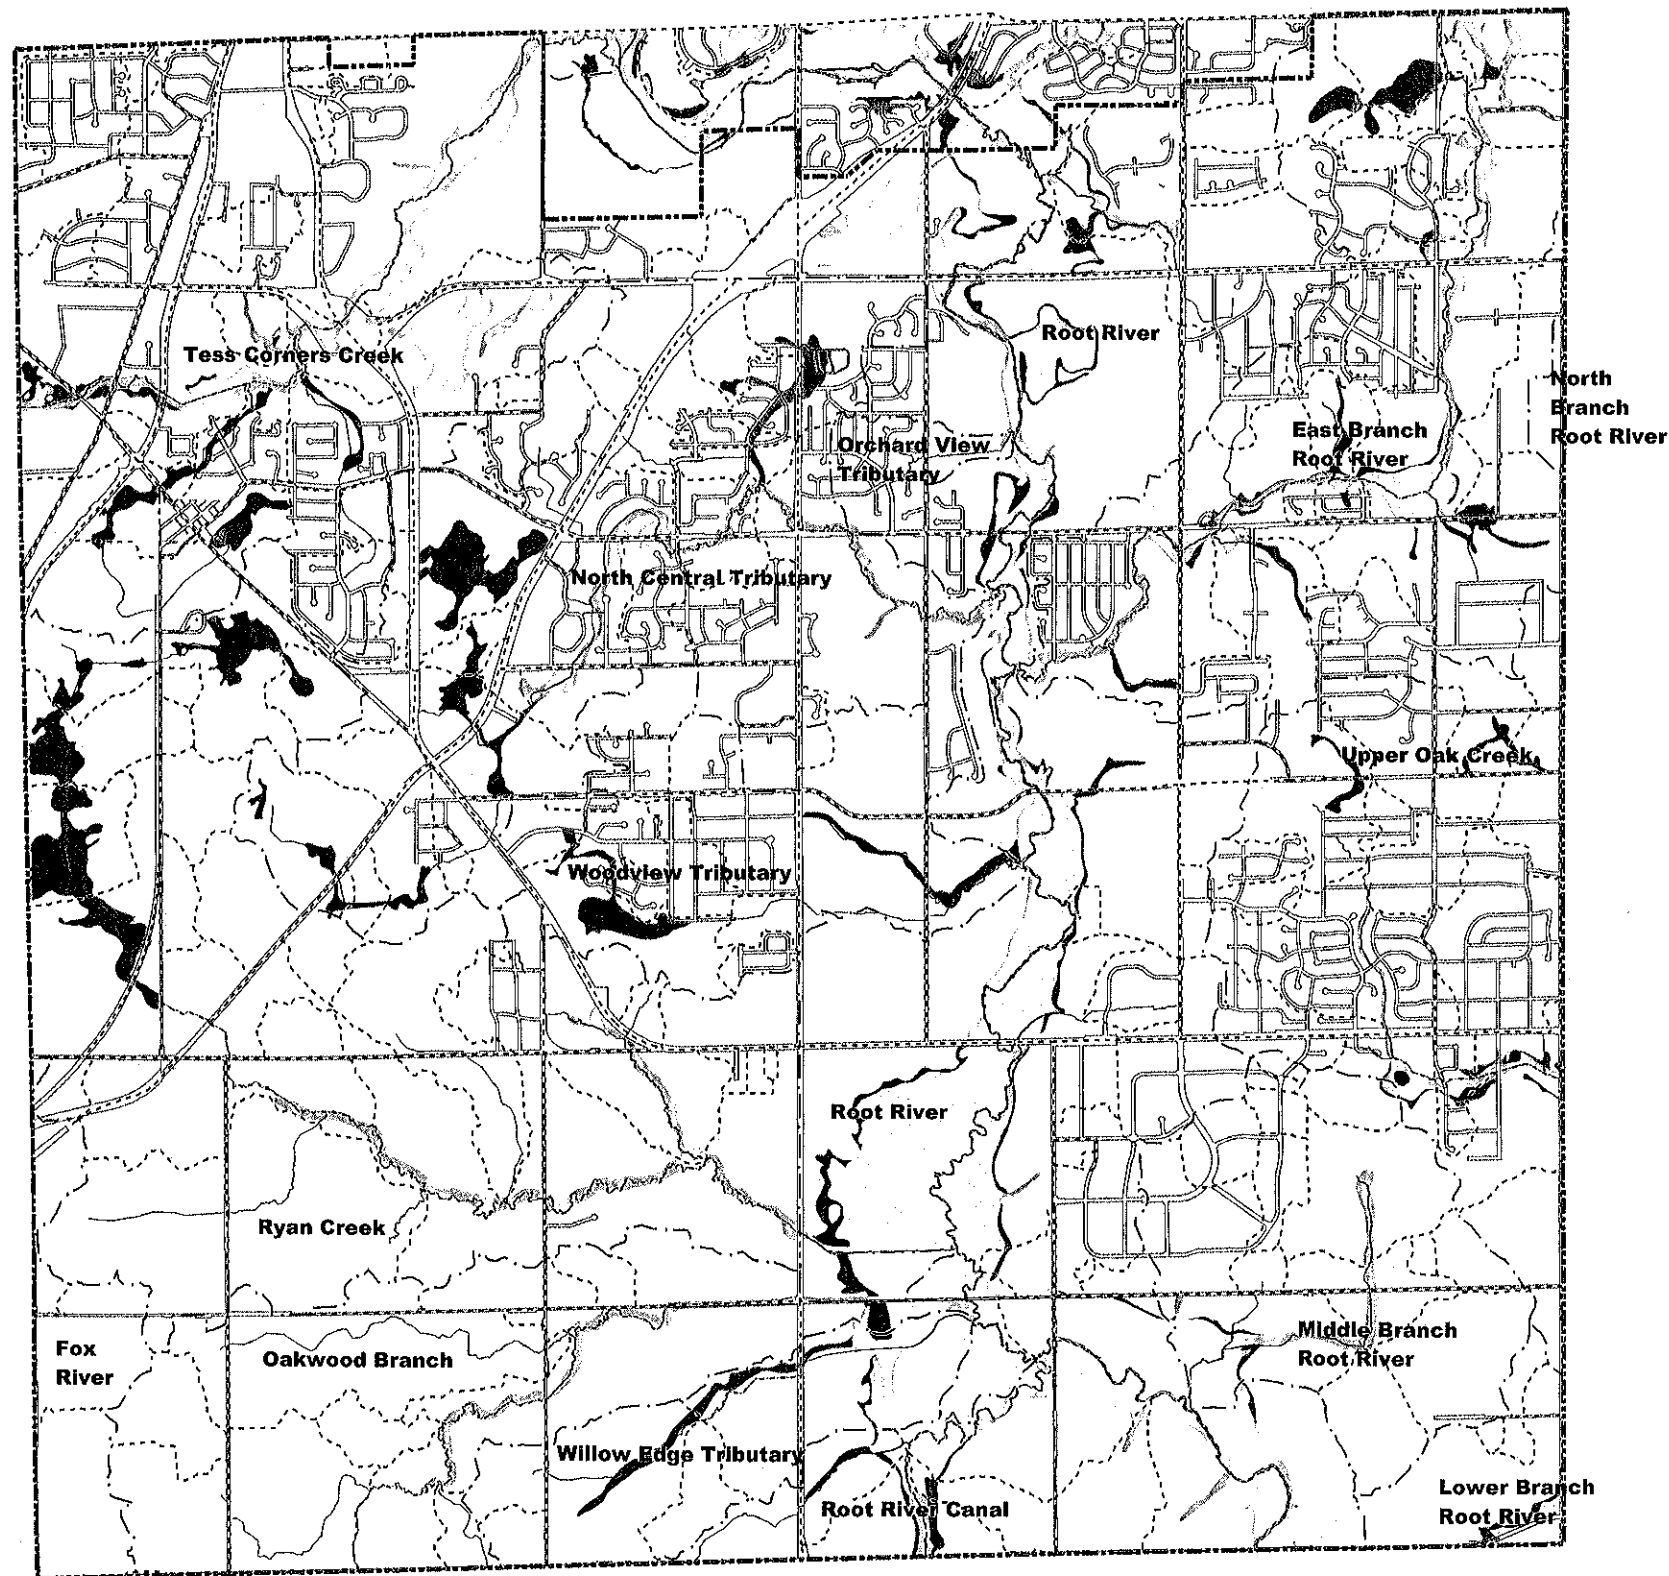 Root River
Tess Corners Creek
North
Branch
Root River
East Branch
Root River
Orchard View
Tributary
North Central Tributary
Upper Oak Creek
Woodview Tributary
Root River
Ryan Creek
Middle Branch
Root River
Fox
River
Oakwood Branch
Willow Edge Tributary
Lower Branch
Root River
Root River Canal